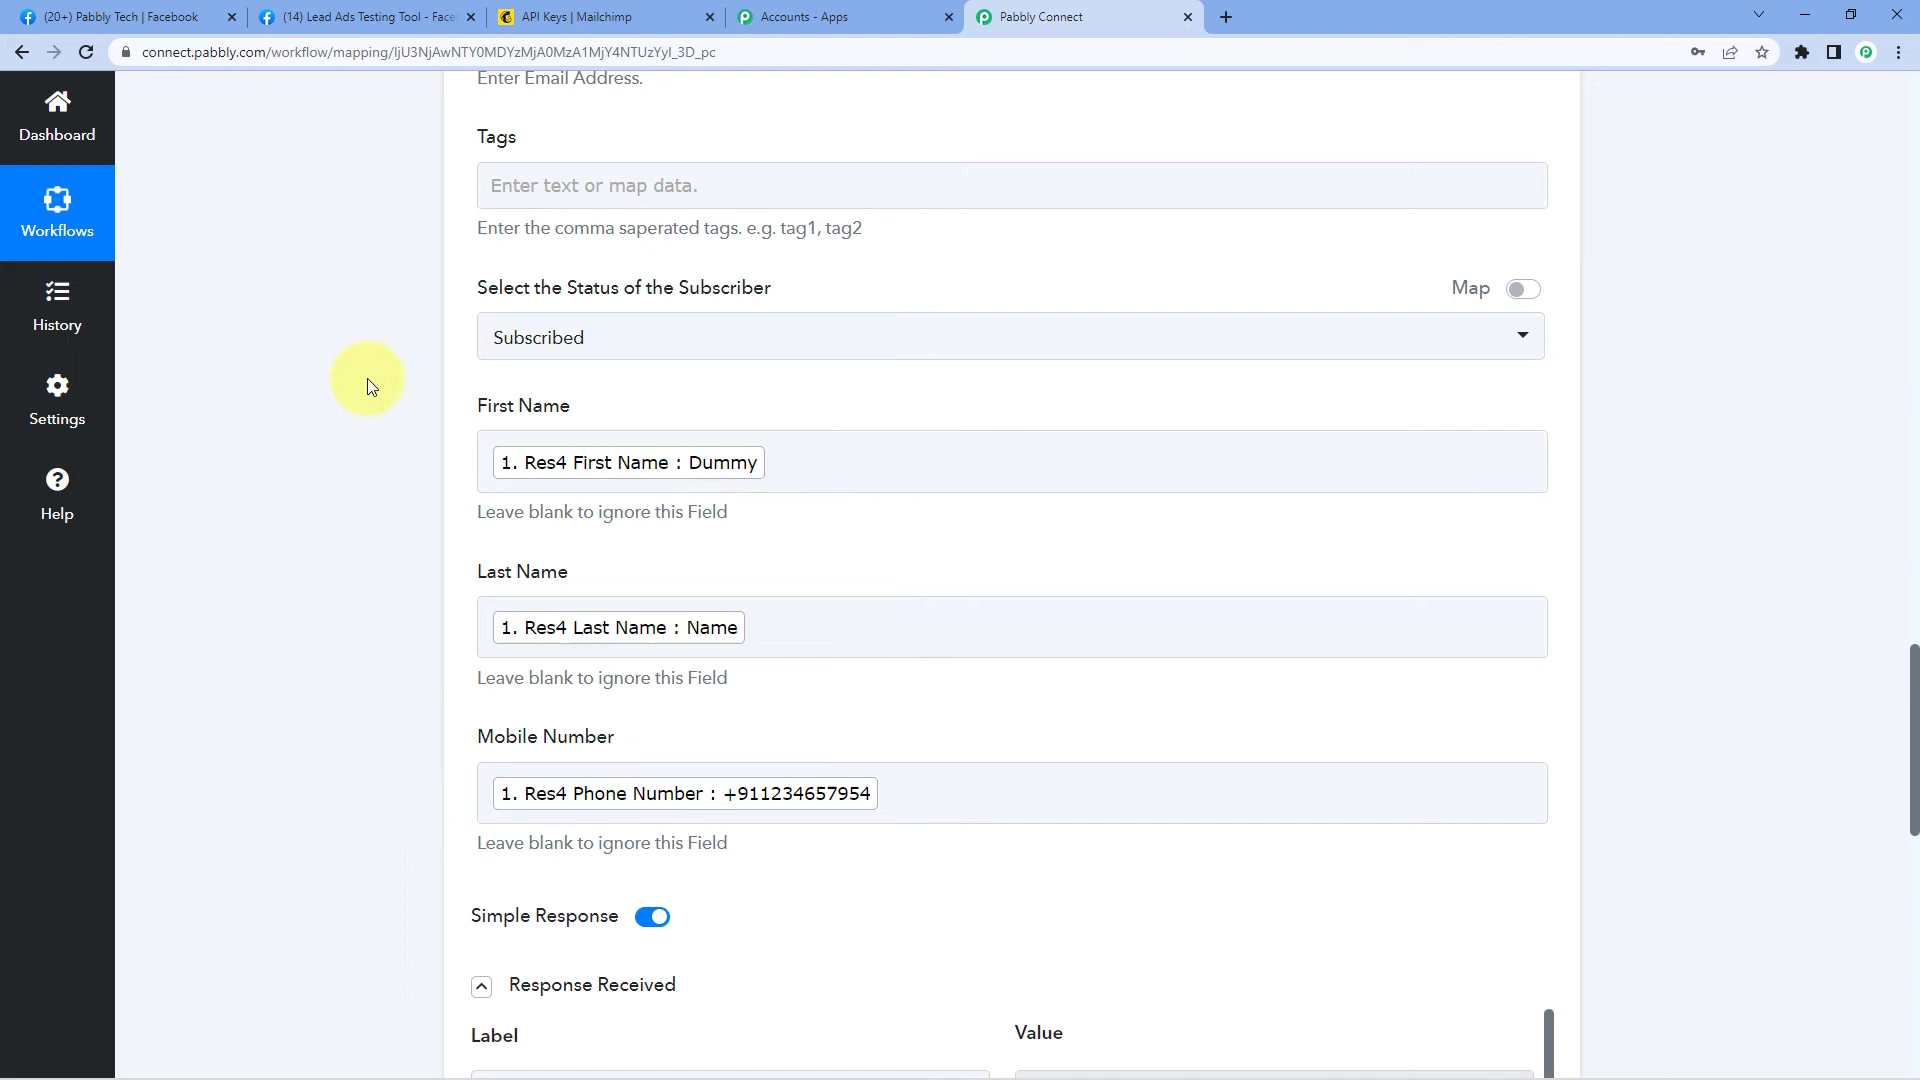 (20+) Pabbly Tech | Facebook
(14) Lead Ads Testing Tool - Face
API Keys | Mailchimp
Accounts - Apps
Pabbly Connect
connect.pabbly.com/workflow/mapping/IjU3NjAwNTY0MDYzMjA0MzA1MjY4NTUzYyI_3D_pc
Dashboard
Workflows
History
Settings
Help
Enter Email Address.
Tags
Enter text or map data.
Enter the comma saperated tags. e.g. tag1, tag2
Select the Status of the Subscriber
Map
Subscribed
First Name
1. Res4 First Name : Dummy
Leave blank to ignore this Field
Last Name
1. Res4 Last Name : Name
Leave blank to ignore this Field
Mobile Number
1. Res4 Phone Number : +911234657954
Leave blank to ignore this Field
Simple Response
Response Received
Label
Value